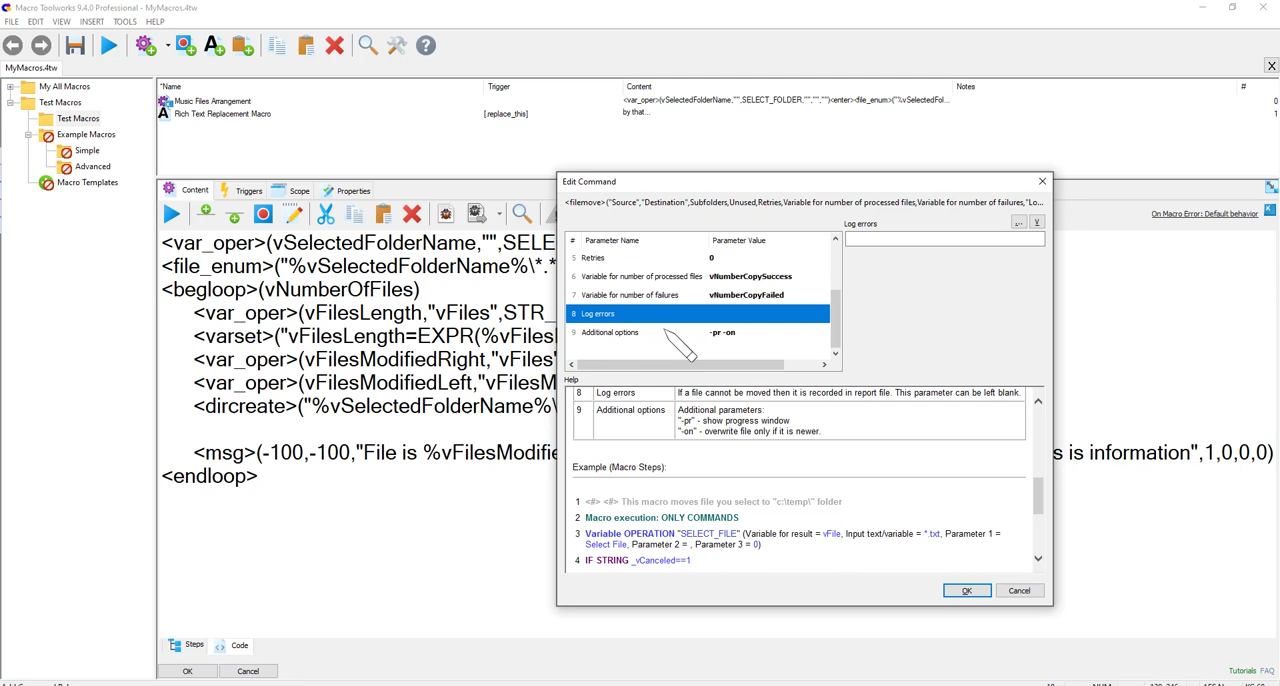 Macro Toolworks 9.4.0 Professional - MyMacros.4tw
FILE EDIT VIEW INSERT TOOLS HELP
MyMacros.4tw
My All Macros
Test Macros
Test Macros
Example Macros
Simple
Advanced
Macro Templates
*Name Trigger Content Notes #
Music Files Arrangement <var_oper>(vSelectedFolderName,"",SELECT_FOLDER,"","","")<enter><file_enum>("%vSelectedFol... 0
Rich Text Replacement Macro [.replace_this] by that... 1
Content Triggers Scope Properties
On Macro Error: Default behavior
<var_oper>(vSelectedFolderName,"",SELE
<file_enum>("%vSelectedFolderName%\*.*
<begloop>(vNumberOfFiles)
<var_oper>(vFilesLength,"vFiles",STR_
<varset>("vFilesLength=EXPR(%vFilesL
<var_oper>(vFilesModifiedRight,"vFiles"
<var_oper>(vFilesModifiedLeft,"vFilesM
<dircreate>("%vSelectedFolderName%\
<msg>(-100,-100,"File is %vFilesModifie
s is information",1,0,0,0)
<endloop>
Edit Command
<filemove>("Source","Destination",Subfolders,Unused,Retries,Variable for number of processed files,Variable for number of failures,"Lo...
# Parameter Name Parameter Value
5 Retries 0
6 Variable for number of processed files vNumberCopySuccess
7 Variable for number of failures vNumberCopyFailed
8 Log errors
9 Additional options -pr -on
Log errors
... V
Help
8 Log errors If a file cannot be moved then it is recorded in report file. This parameter can be left blank.
9 Additional options Additional parameters:
"-pr" - show progress window
"-on" - overwrite file only if it is newer.
Example (Macro Steps):
1 <#> <#> This macro moves file you select to "c:\temp\" folder
2 Macro execution: ONLY COMMANDS
3 Variable OPERATION "SELECT_FILE" (Variable for result = vFile, Input text/variable = *.txt, Parameter 1 =
Select File, Parameter 2 = , Parameter 3 = 0)
4 IF STRING _vCanceled==1
OK Cancel
Steps Code
OK Cancel
Tutorials FAQ